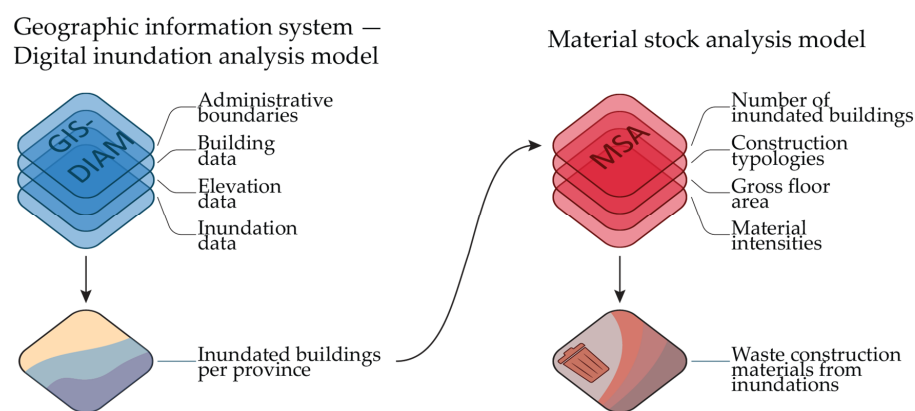 Geographic information system —
Digital inundation analysis model
GIS-
DIAM
Administrative
boundaries
Building
data
Elevation
data
Inundation
data
Inundated buildings
per province
Material stock analysis model
MSA
Number of
inundated buildings
Construction
typologies
Gross floor
area
Material
intensities
Waste construction
materials from
inundations